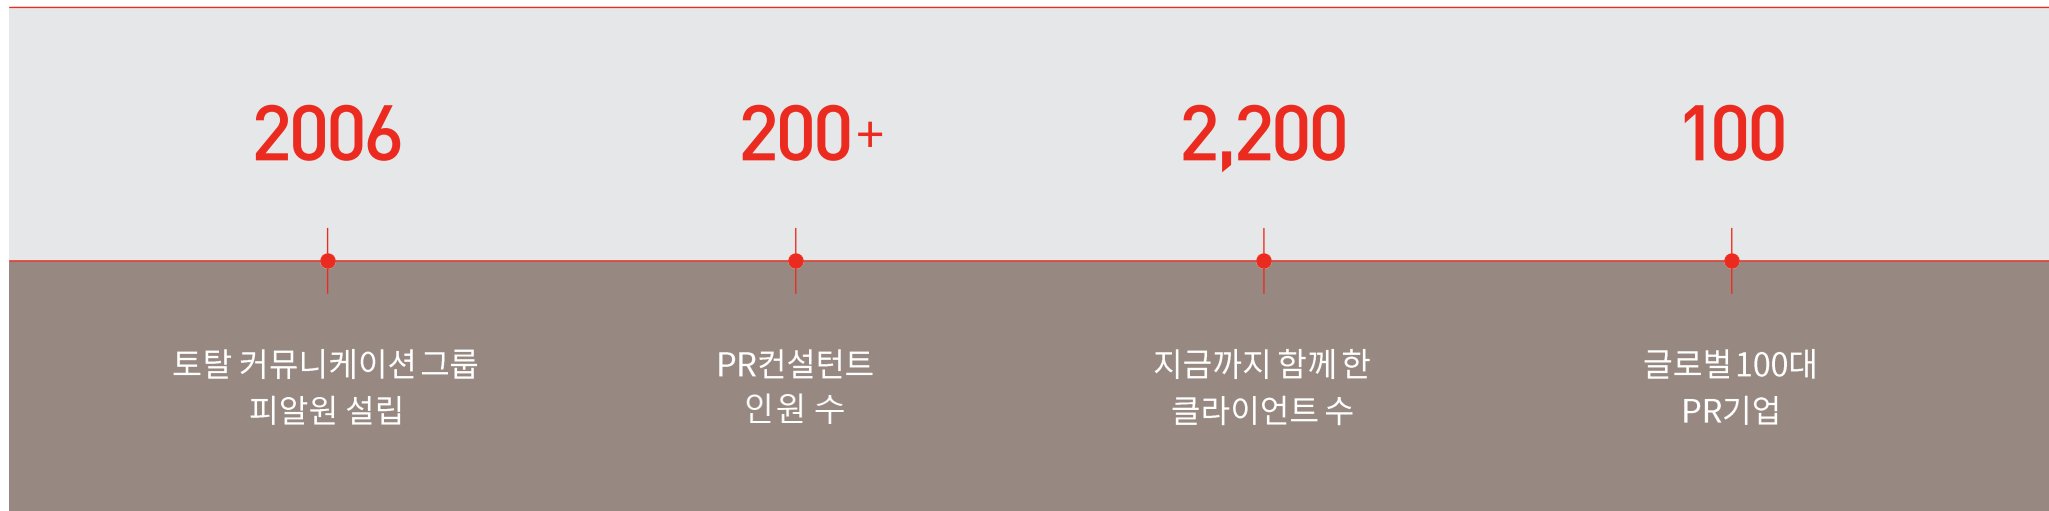 2006
토탈 커뮤니케이션 그룹
피알원 설립
200+
PR컨설턴트
인원 수
2,200
지금까지 함께 한
클라이언트 수
100
글로벌 100대
PR기업